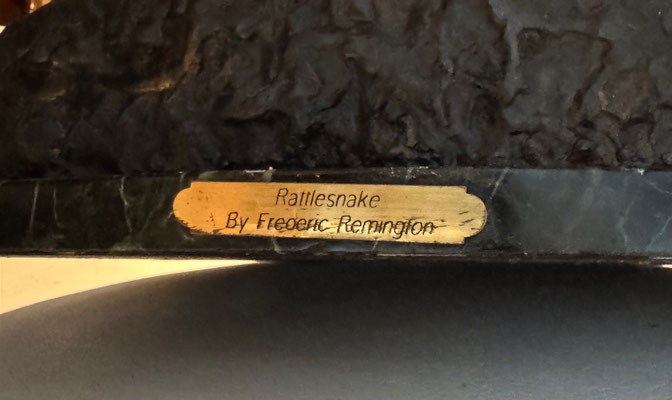 Rattlesnake
By Frederic Remington